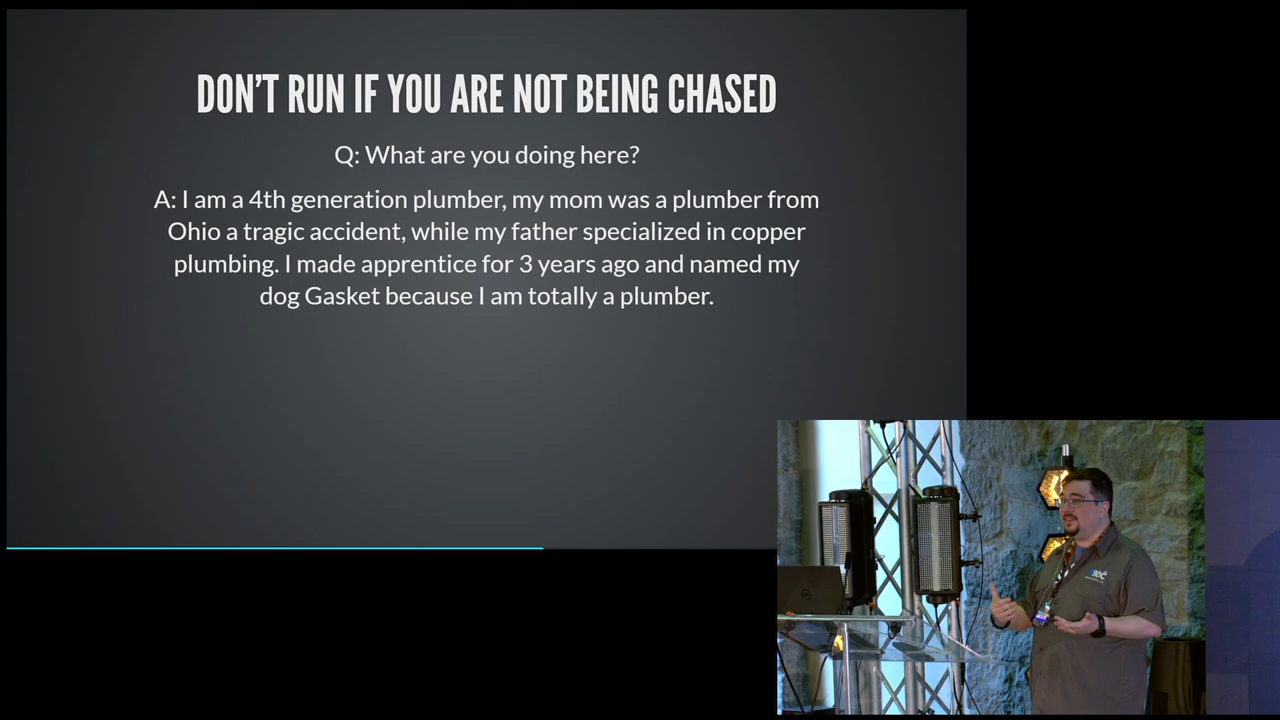 DON'T RUN IF YOU ARE NOT BEING CHASED
Q: What are you doing here?
A: I am a 4th generation plumber, my mom was a plumber from
Ohio a tragic accident, while my father specialized in copper
plumbing. I made apprentice for 3 years ago and named my
dog Gasket because I am totally a plumber.